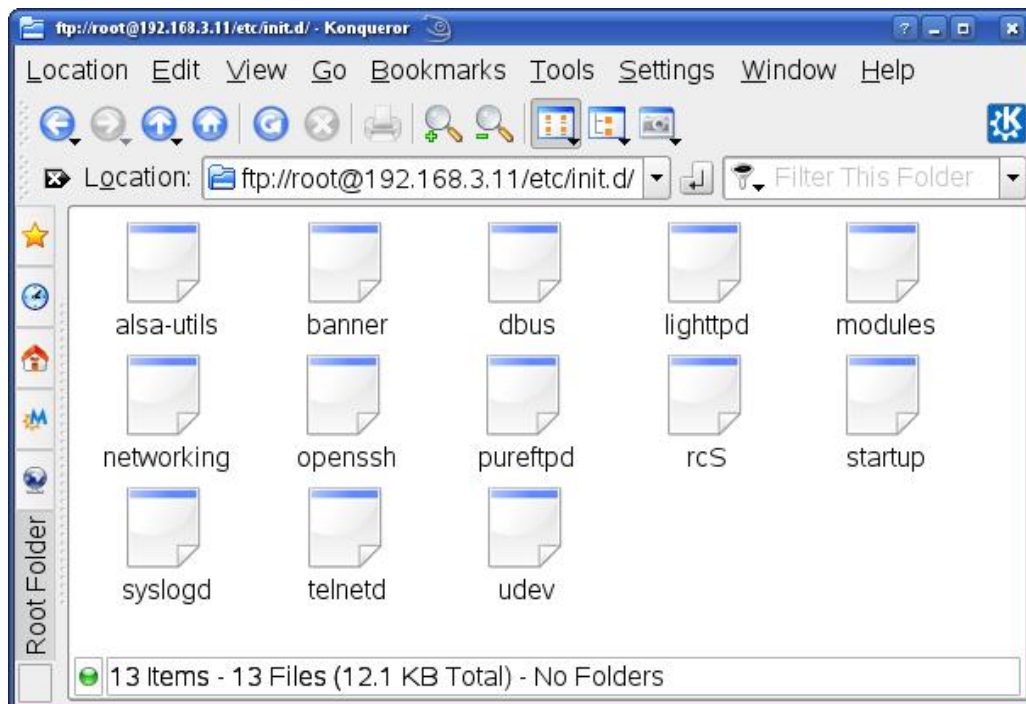 ftp://root@192.168.3.11/etc/init.d/ - Konqueror
Location Edit View Go Bookmarks Tools Settings Window Help
Location: ftp://root@192.168.3.11/etc/init.d/ Filter This Folder
alsa-utils banner dbus lighttpd modules
networking openssh pureftpd rcS startup
syslogd telnetd udev
Root Folder
13 Items - 13 Files (12.1 KB Total) - No Folders